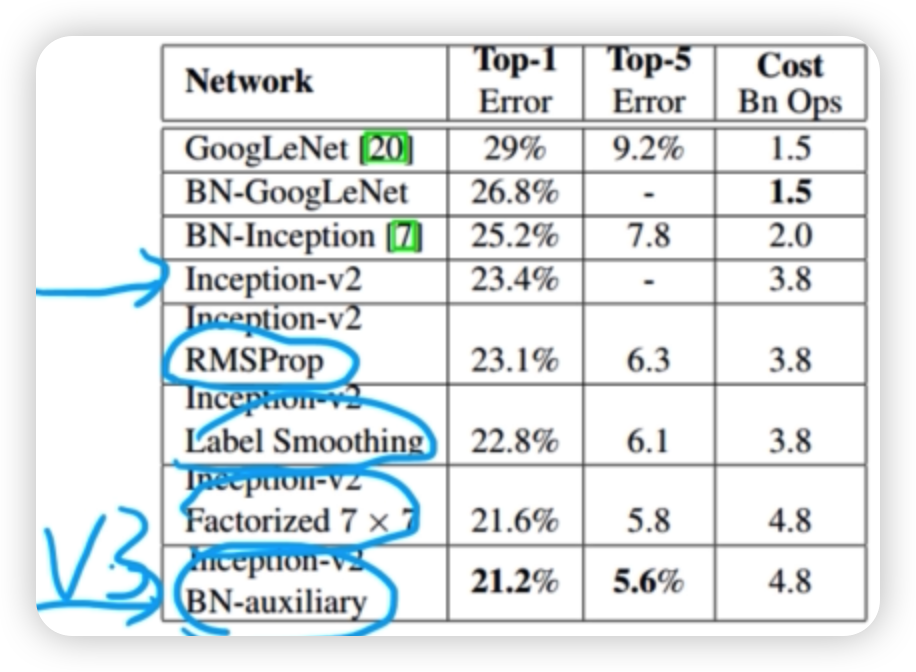 Network Top-1 Top-5 Cost
Error Error Bn Ops
GoogLeNet [20] 29% 9.2% 1.5
BN-GoogLeNet 26.8% - 1.5
BN-Inception [7] 25.2% 7.8 2.0
Inception-v2 23.4% - 3.8
Inception-v2
RMSProp 23.1% 6.3 3.8
Inception-v2
Label Smoothing 22.8% 6.1 3.8
Inception-v2
Factorized 7 × 7 21.6% 5.8 4.8
V3
Inception-v2
BN-auxiliary 21.2% 5.6% 4.8